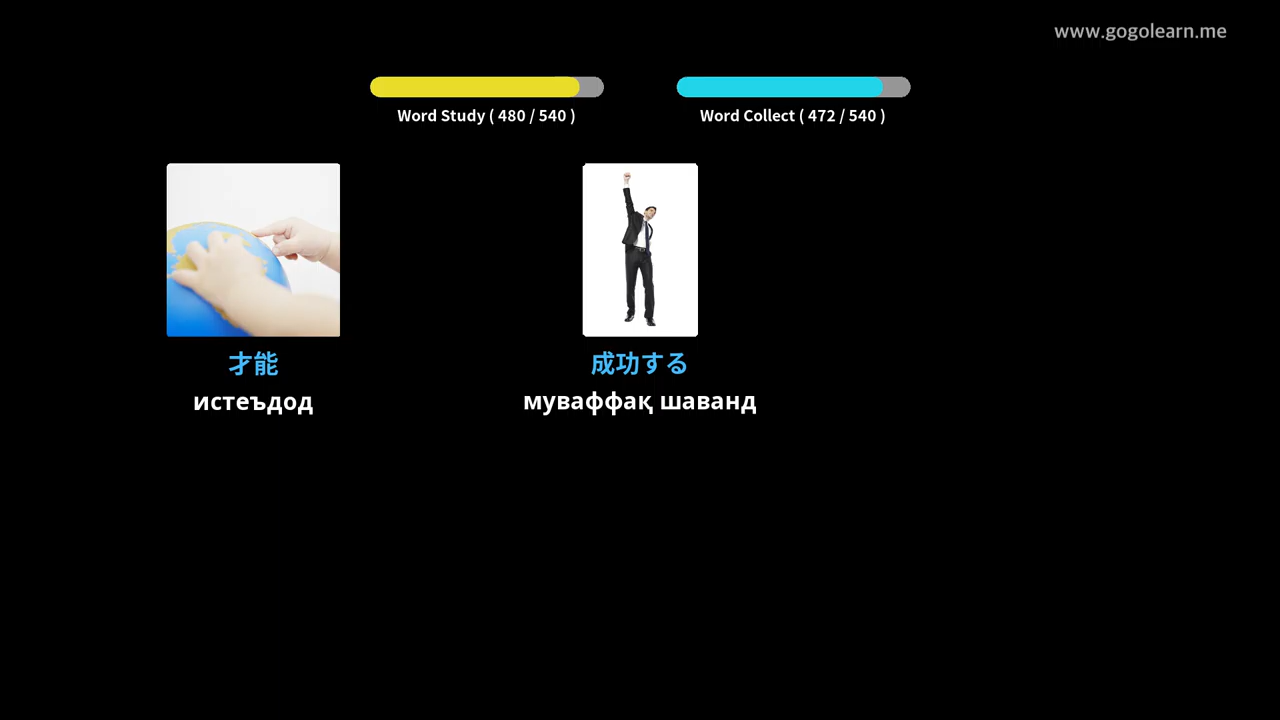 www.gogolearn.me
Word Study ( 480 / 540 )
Word Collect ( 472 / 540 )
才能
истеъдод
成功する
муваффақ шаванд